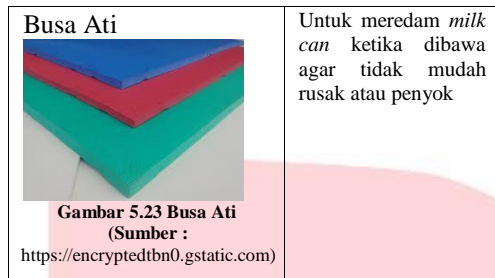 Busa Ati
Gambar 5.23 Busa Ati
(Sumber :
https://encryptedtbn0.gstatic.com)
Untuk meredam milk
can ketika dibawa
agar tidak mudah
rusak atau penyok